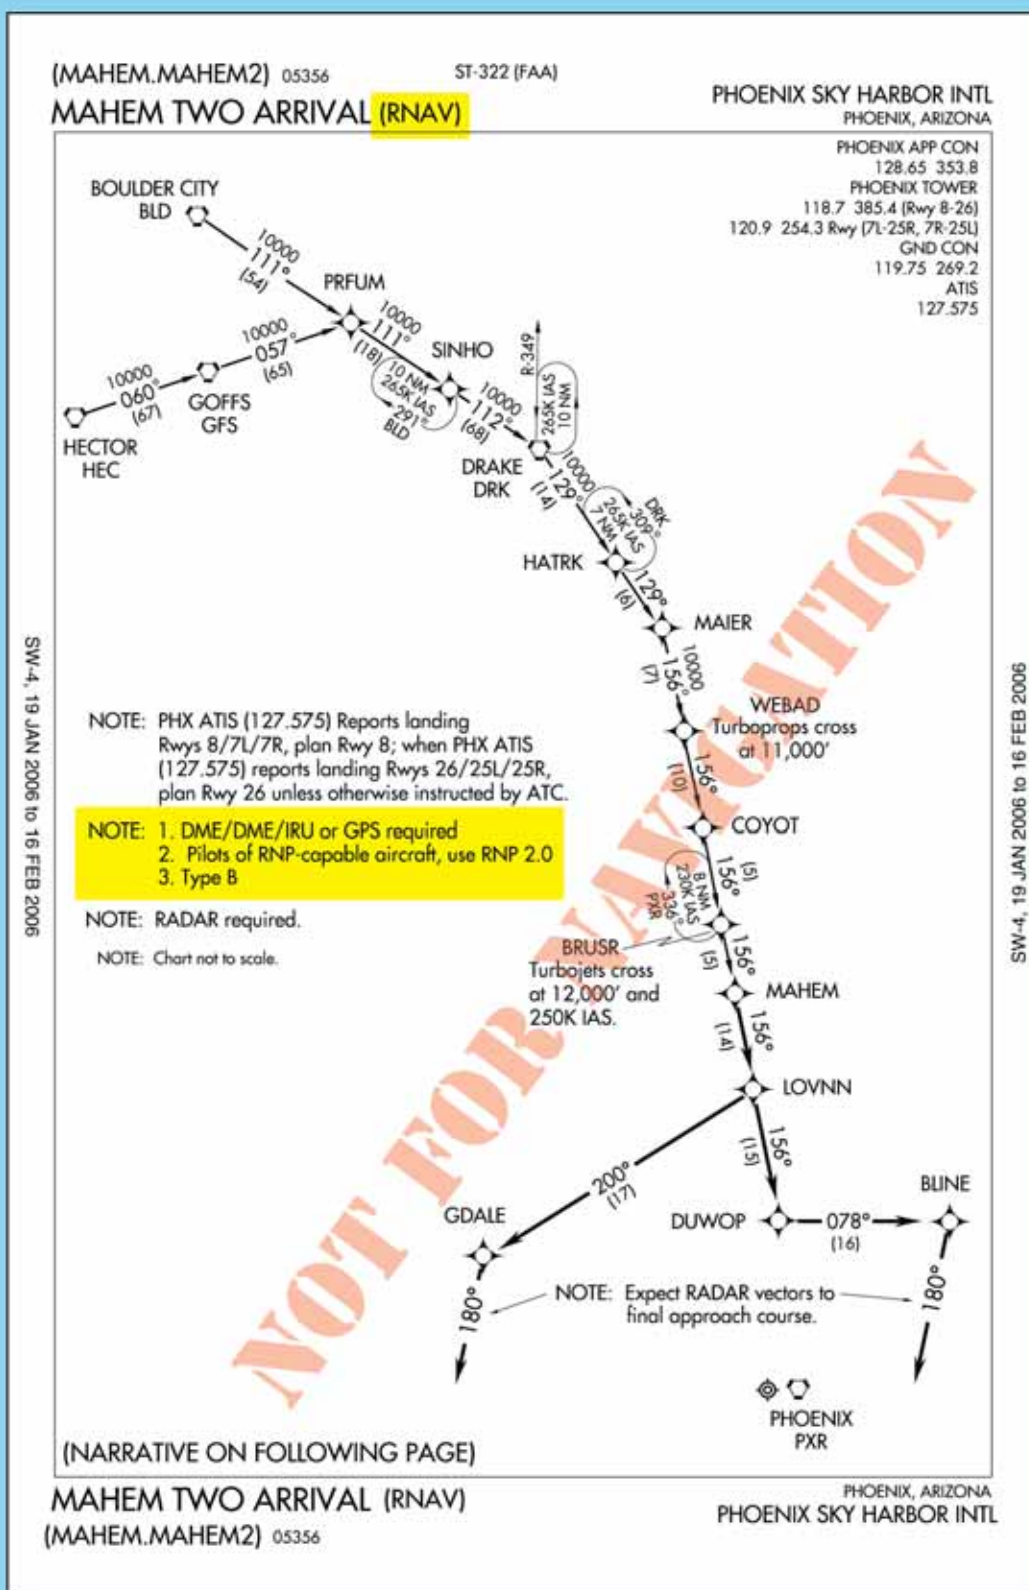 (MAHEM.MAHEM2) 05356
ST-322 (FAA)
MAHEM TWO ARRIVAL (RNAV)
PHOENIX SKY HARBOR INTL
PHOENIX, ARIZONA
PHOENIX APP CON
128.65 353.8
PHOENIX TOWER
118.7 385.4 (Rwy 8-26)
120.9 254.3 Rwy (7L-25R, 7R-25L)
GND CON
119.75 269.2
ATIS
127.575
BOULDER CITY
BLD
10000
111°
(54)
PRFUM
10000
111°
(18)
10000
057°
(65)
GOFFS
GFS
10000
060°
(67)
HECTOR
HEC
SINHO
10 NM
265K IAS
291°
BLD
10000
112°
(68)
R-349
265K IAS
10 NM
DRAKE
DRK
10000
129°
(14)
DRK
309°
265K IAS
7 NM
HATRK
129°
(6)
MAIER
10000
156°
(7)
WEBAD
Turboprops cross
at 11,000'
156°
(10)
COYOT
156°
(5)
8 NM
230K IAS
336°
PXR
BRUSR
Turbojets cross
at 12,000' and
250K IAS.
156°
(5)
MAHEM
156°
(14)
LOVNN
156°
(15)
200°
(17)
GDALE
DUWOP
078°
(16)
BLINE
180°
180°
NOTE: Expect RADAR vectors to
final approach course.
PHOENIX
PXR
NOTE: PHX ATIS (127.575) Reports landing
Rwys 8/7L/7R, plan Rwy 8; when PHX ATIS
(127.575) reports landing Rwys 26/25L/25R,
plan Rwy 26 unless otherwise instructed by ATC.
NOTE: 1. DME/DME/IRU or GPS required
2. Pilots of RNP-capable aircraft, use RNP 2.0
3. Type B
NOTE: RADAR required.
NOTE: Chart not to scale.
NOT FOR NAVIGATION
SW-4, 19 JAN 2006 to 16 FEB 2006
SW-4, 19 JAN 2006 to 16 FEB 2006
(NARRATIVE ON FOLLOWING PAGE)
MAHEM TWO ARRIVAL (RNAV)
(MAHEM.MAHEM2) 05356
PHOENIX, ARIZONA
PHOENIX SKY HARBOR INTL